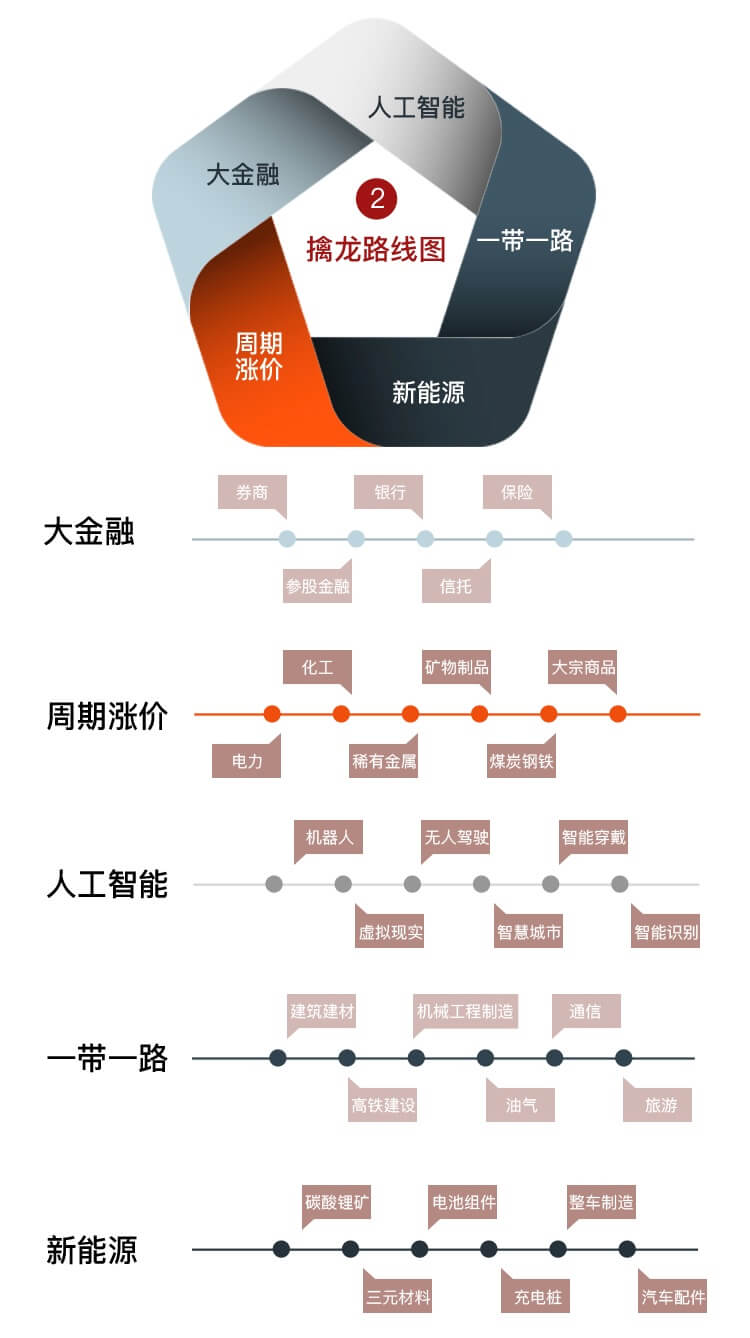 人工智能
大金融
2
擒龙路线图
一带一路
周期
涨价
新能源
券商
银行
保险
大金融
参股金融
信托
化工
矿物制品
大宗商品
周期涨价
电力
稀有金属
煤炭钢铁
机器人
无人驾驶
智能穿戴
人工智能
虚拟现实
智慧城市
智能识别
建筑建材
机械工程制造
通信
一带一路
高铁建设
油气
旅游
碳酸锂矿
电池组件
整车制造
新能源
三元材料
充电桩
汽车配件